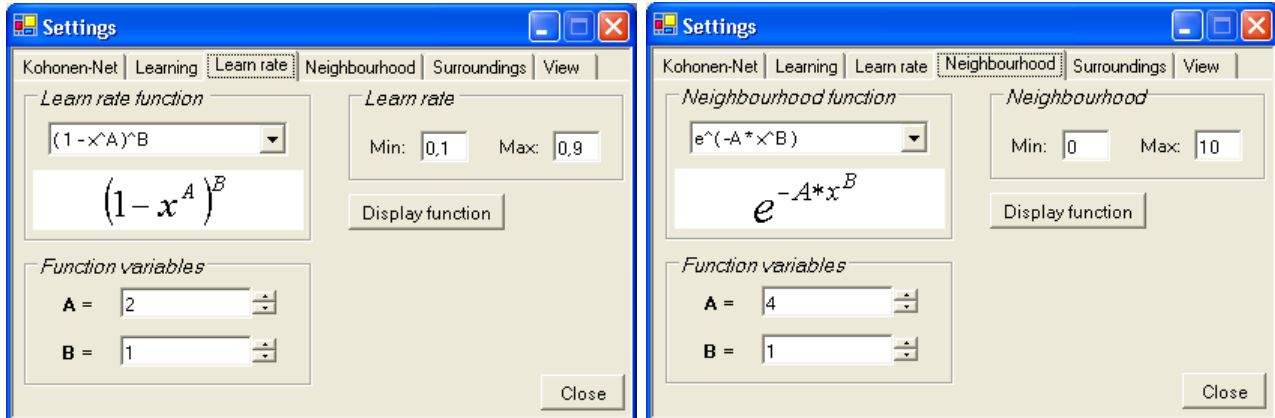 Settings
Kohonen-Net Learning Learn rate Neighbourhood Surroundings View
Learn rate function
(1-x^A)^B
(1 - x^A)^B
Function variables
A = 2
B = 1
Learn rate
Min: 0,1 Max: 0,9
Display function
Close
Settings
Kohonen-Net Learning Learn rate Neighbourhood Surroundings View
Neighbourhood function
e^(-A*x^B)
e^-A*x^B
Function variables
A = 4
B = 1
Neighbourhood
Min: 0 Max: 10
Display function
Close